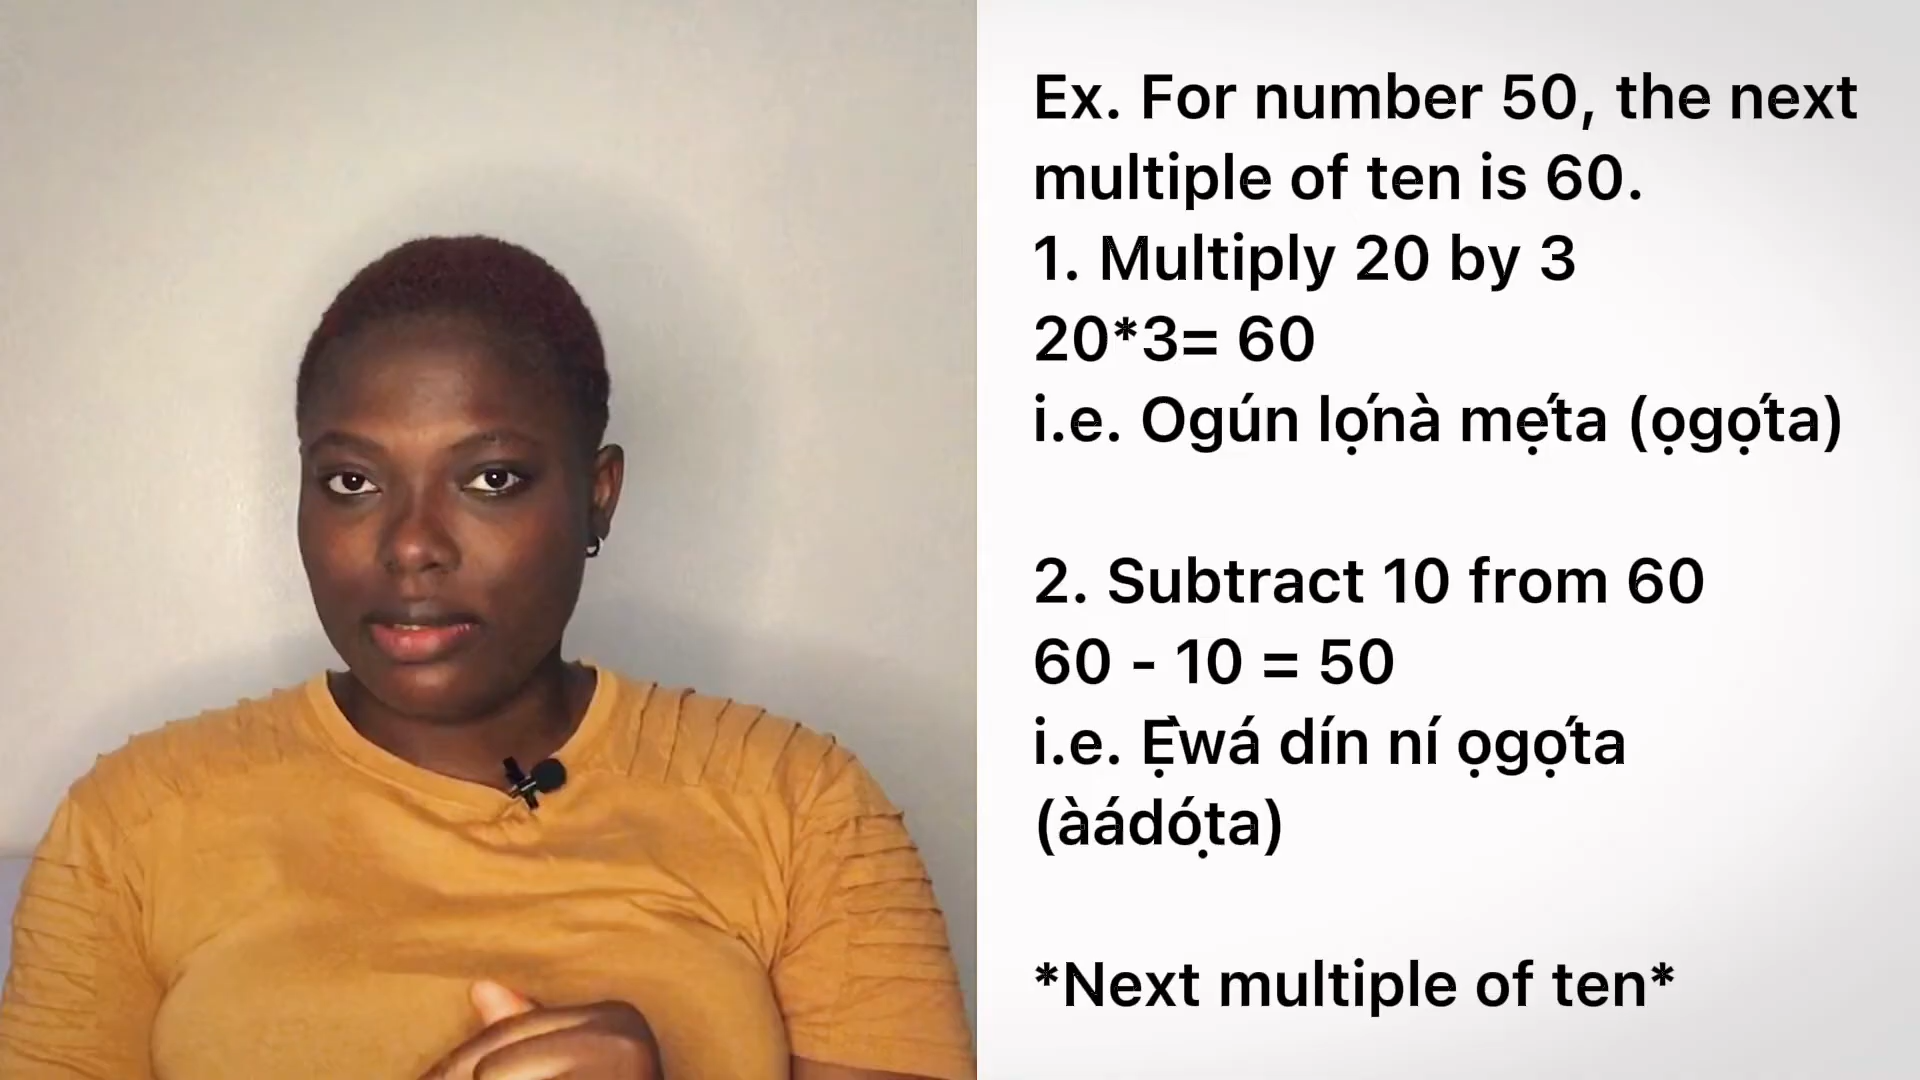 Ex. For number 50, the next
multiple of ten is 60.
1. Multiply 20 by 3
20*3= 60
i.e. Ogún lọ́nà mẹ́ta (ọgọ́ta)
2. Subtract 10 from 60
60 - 10 = 50
i.e. Ẹ̀wá dín ní ọgọ́ta
(àádóṭa)
*Next multiple of ten*